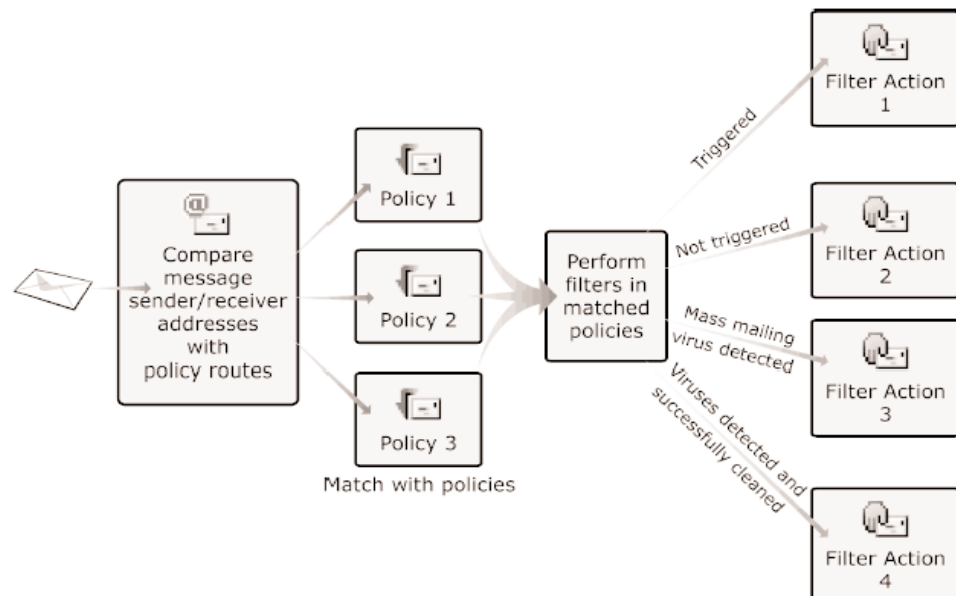 Compare
message
sender/receiver
addresses
with
policy routes
Policy 1
Policy 2
Policy 3
Match with policies
Perform
filters in
matched
policies
Triggered
Not triggered
Mass mailing
virus detected
Viruses detected and
successfully cleaned
Filter Action
1
Filter Action
2
Filter Action
3
Filter Action
4